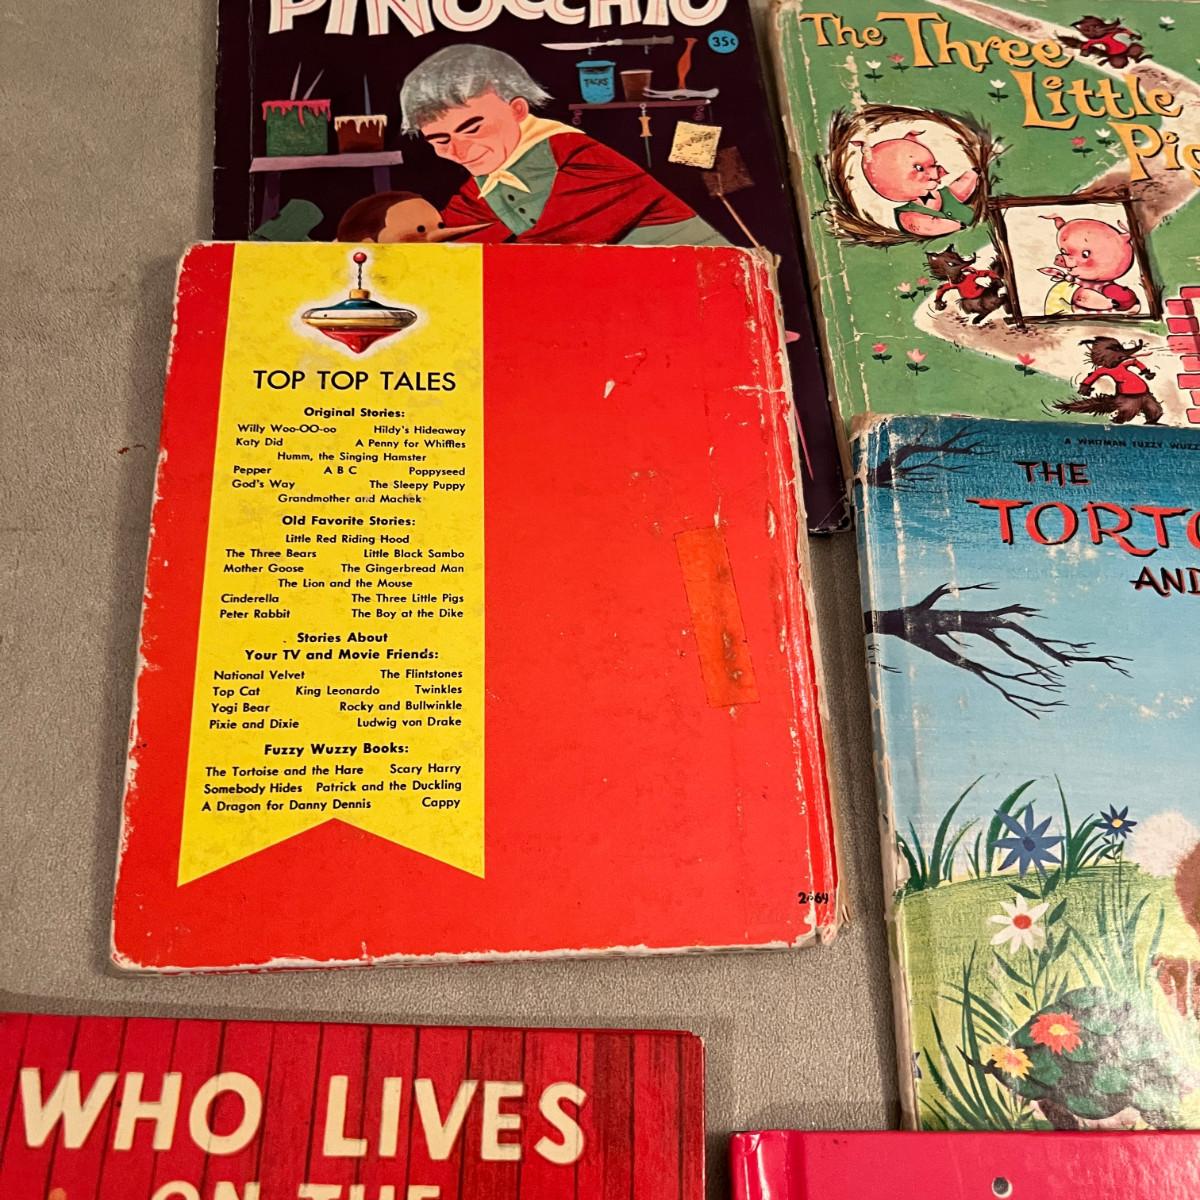 PINOCCHIO
35¢
TACKS
The Three
Little
TOP TOP TALES
Original Stories:
Willy Woo-OO-oo Hildy's Hideaway
Katy Did A Penny for Whiffles
Humm, the Singing Hamster
Pepper A B C Poppyseed
God's Way The Sleepy Puppy
Grandmother and Machek
Old Favorite Stories:
Little Red Riding Hood
The Three Bears Little Black Sambo
Mother Goose The Gingerbread Man
The Lion and the Mouse
Cinderella The Three Little Pigs
Peter Rabbit The Boy at the Dike
Stories About
Your TV and Movie Friends:
National Velvet The Flintstones
Top Cat King Leonardo Twinkles
Yogi Bear Rocky and Bullwinkle
Pixie and Dixie Ludwig von Drake
Fuzzy Wuzzy Books:
The Tortoise and the Hare Scary Harry
Somebody Hides Patrick and the Duckling
A Dragon for Danny Dennis Cappy
A WHITMAN FUZZY WUZZ
THE
TORTO
AND
WHO LIVES
ON THE